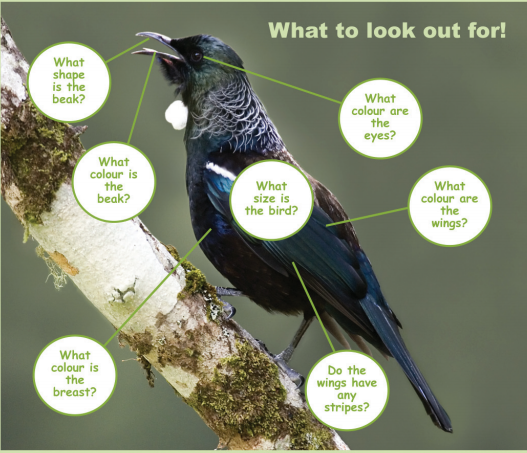 What to look out for!
What
shape
is the
beak?
What
colour are
the
eyes?
What
colour is
the
beak?
What
size is
the bird?
What
colour are
the
wings?
What
colour is
the
breast?
Do the
wings have
any
stripes?